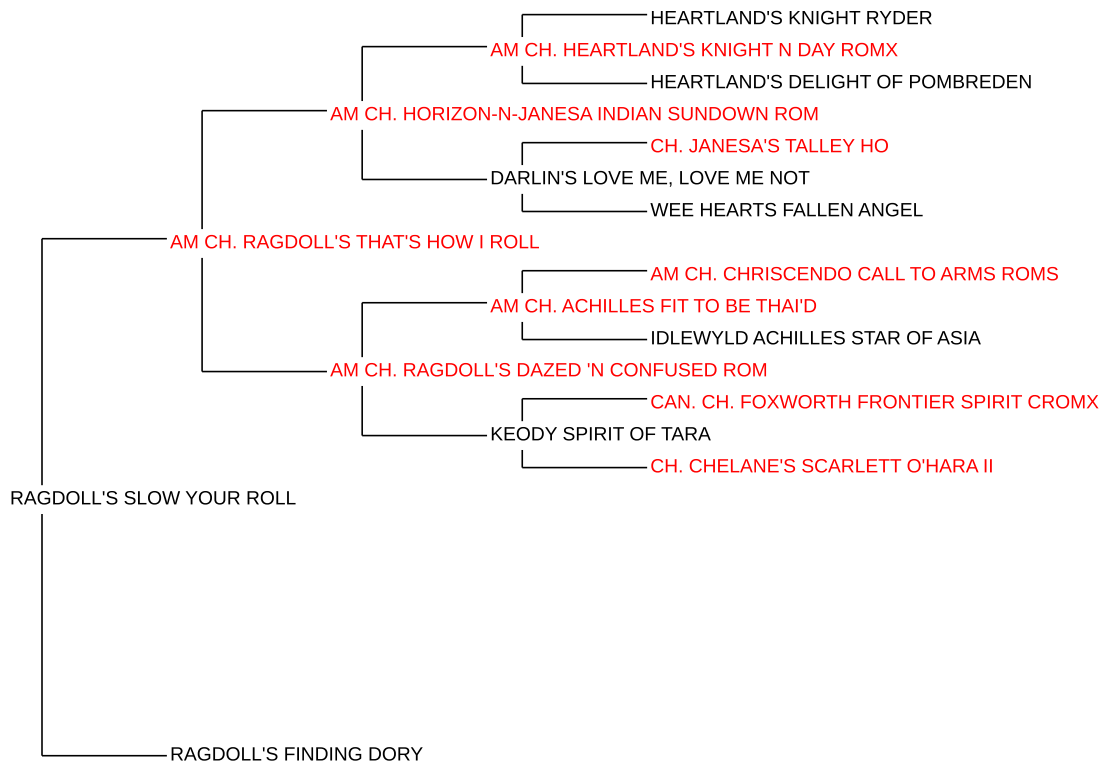 HEARTLAND'S KNIGHT RYDER
AM CH. HEARTLAND'S KNIGHT N DAY ROMX
HEARTLAND'S DELIGHT OF POMBREDEN
AM CH. HORIZON-N-JANESA INDIAN SUNDOWN ROM
CH. JANESA'S TALLEY HO
DARLIN'S LOVE ME, LOVE ME NOT
WEE HEARTS FALLEN ANGEL
AM CH. RAGDOLL'S THAT'S HOW I ROLL
AM CH. CHRISCENDO CALL TO ARMS ROMS
AM CH. ACHILLES FIT TO BE THAI'D
IDLEWYLD ACHILLES STAR OF ASIA
AM CH. RAGDOLL'S DAZED 'N CONFUSED ROM
CAN. CH. FOXWORTH FRONTIER SPIRIT CROMX
KEODY SPIRIT OF TARA
CH. CHELANE'S SCARLETT O'HARA II
RAGDOLL'S SLOW YOUR ROLL
RAGDOLL'S FINDING DORY